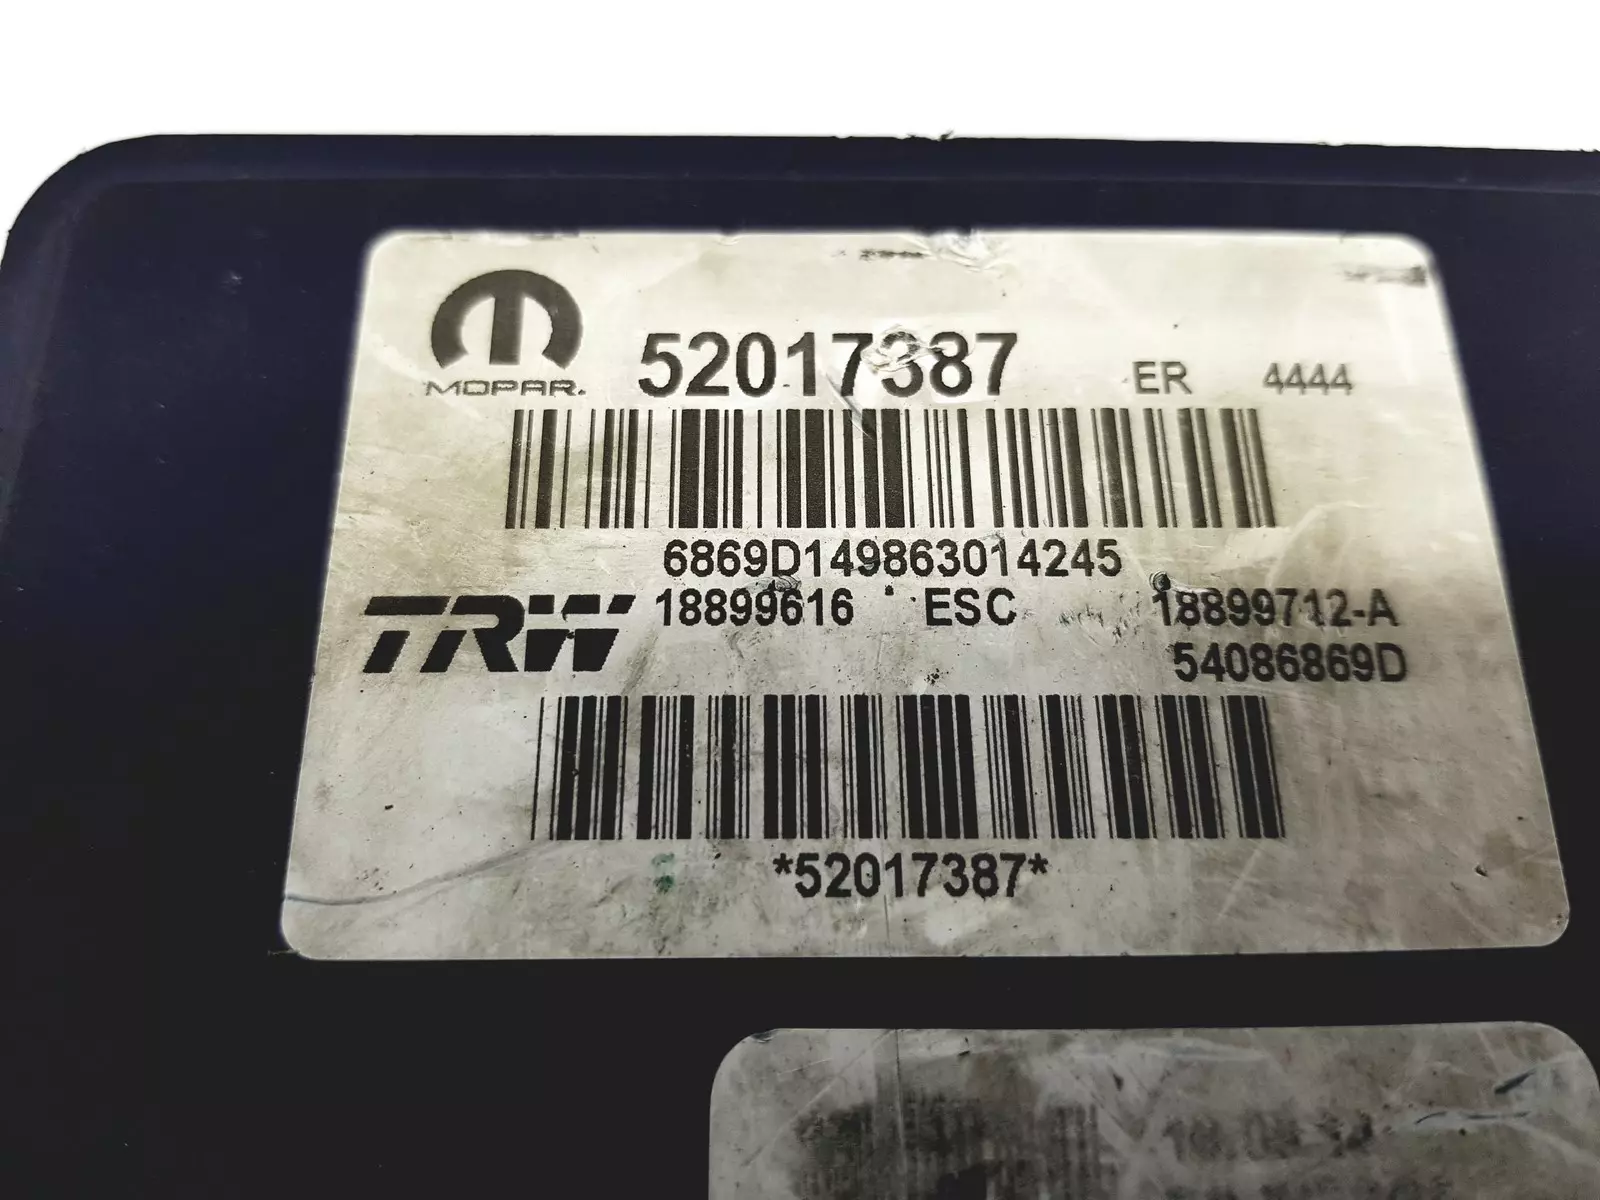 MOPAR.
52017387 ER 4444
6869D149863014245
TRW 18899616 ESC 18899712-A
54086869D
*52017387*